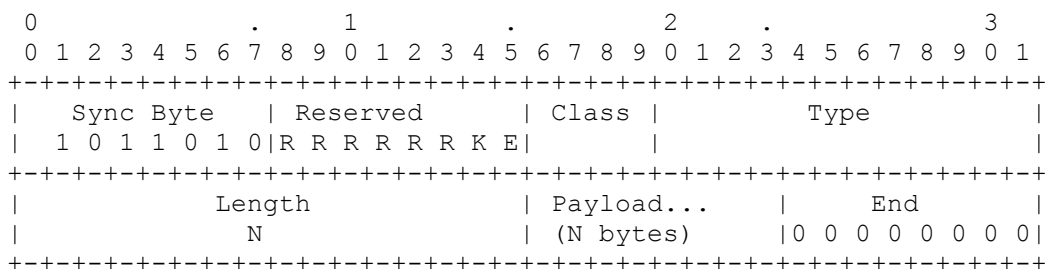 0 . 1 . 2 . 3
0 1 2 3 4 5 6 7 8 9 0 1 2 3 4 5 6 7 8 9 0 1 2 3 4 5 6 7 8 9 0 1
+-+-+-+-+-+-+-+-+-+-+-+-+-+-+-+-+-+-+-+-+-+-+-+-+-+-+-+-+-+-+-+-+
| Sync Byte | Reserved | Class | Type |
| 1 0 1 1 0 1 0|R R R R R R K E| | |
+-+-+-+-+-+-+-+-+-+-+-+-+-+-+-+-+-+-+-+-+-+-+-+-+-+-+-+-+-+-+-+-+
| Length | Payload... | End |
| N | (N bytes) |0 0 0 0 0 0 0 0|
+-+-+-+-+-+-+-+-+-+-+-+-+-+-+-+-+-+-+-+-+-+-+-+-+-+-+-+-+-+-+-+-+